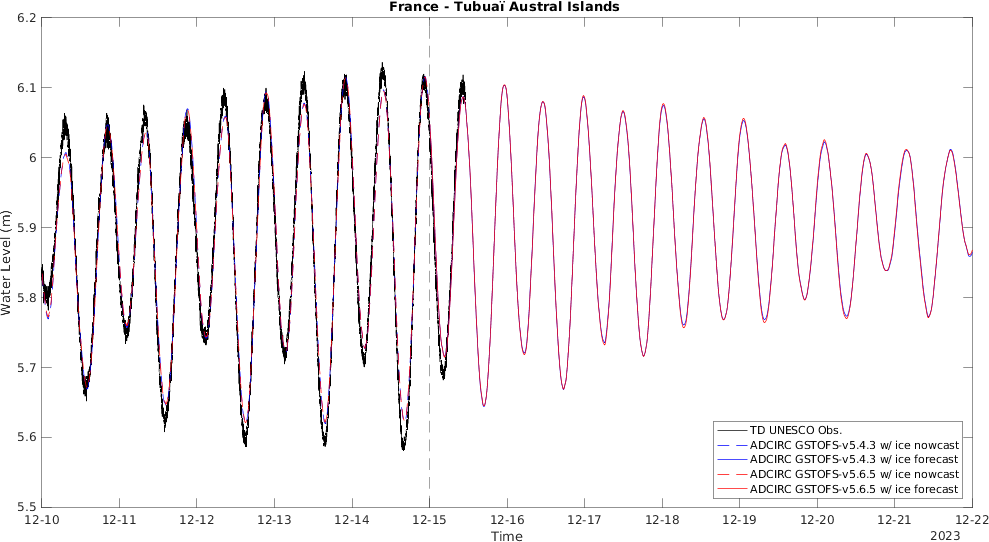 France - Tubuaï Austral Islands
6.2
6.1
6
5.9
5.8
5.7
5.6
5.5
Water Level (m)
TD UNESCO Obs.
ADCIRC GSTOFS-v5.4.3 w/ ice nowcast
ADCIRC GSTOFS-v5.4.3 w/ ice forecast
ADCIRC GSTOFS-v5.6.5 w/ ice nowcast
ADCIRC GSTOFS-v5.6.5 w/ ice forecast
12-10 12-11 12-12 12-13 12-14 12-15 12-16 12-17 12-18 12-19 12-20 12-21 12-22
Time 2023